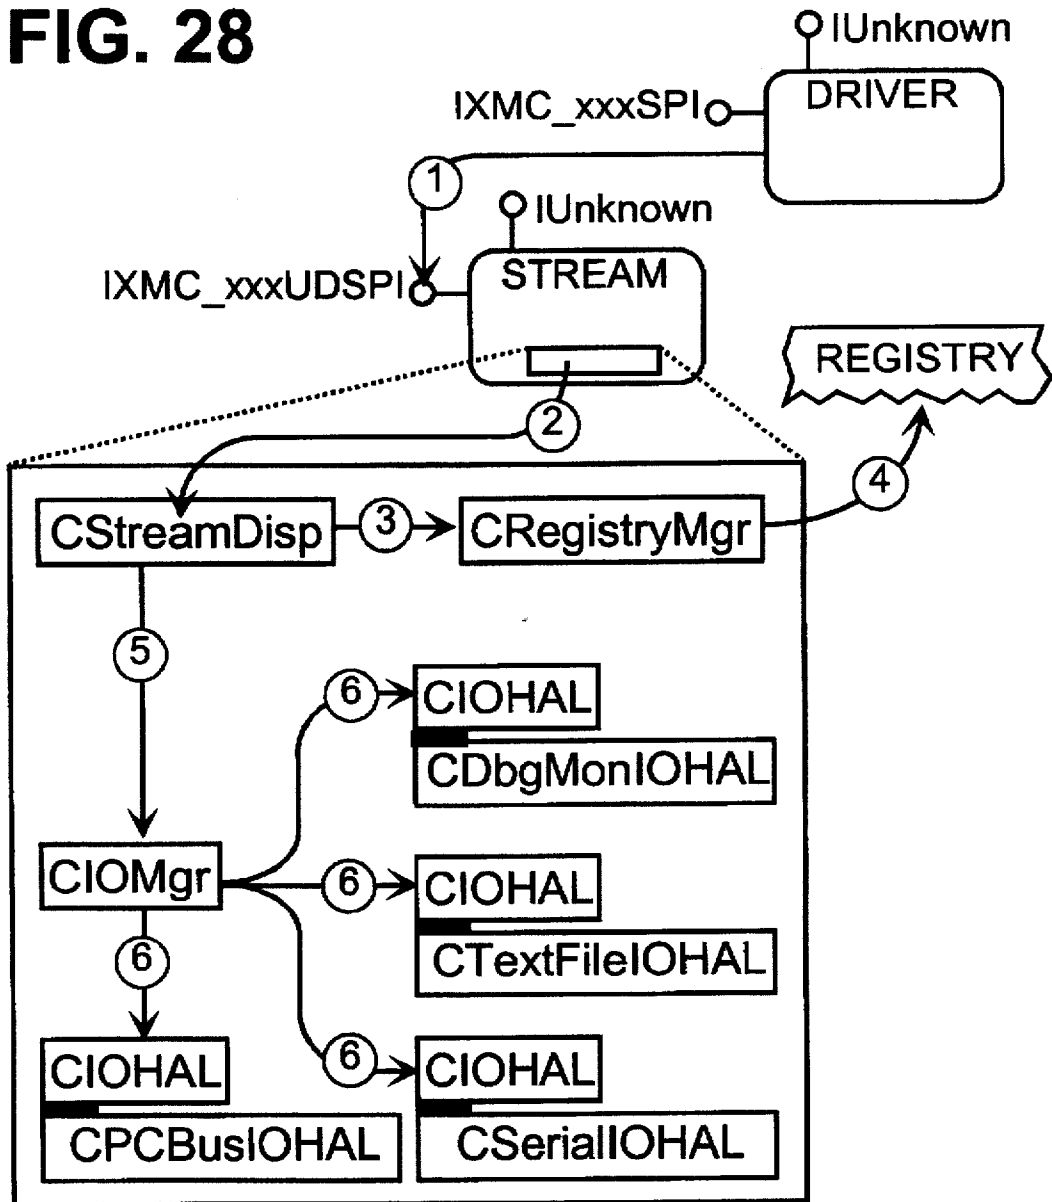 FIG. 28
IUnknown
DRIVER
IXMC_xxxSPI
1
IUnknown
IXMC_xxxUDSPI
STREAM
REGISTRY
2
4
CStreamDisp
3
CRegistryMgr
5
6
CIOHAL
CDbgMonIOHAL
CIOMgr
6
CIOHAL
CTextFileIOHAL
6
6
CIOHAL
CPCBusIOHAL
CIOHAL
CSerialIOHAL